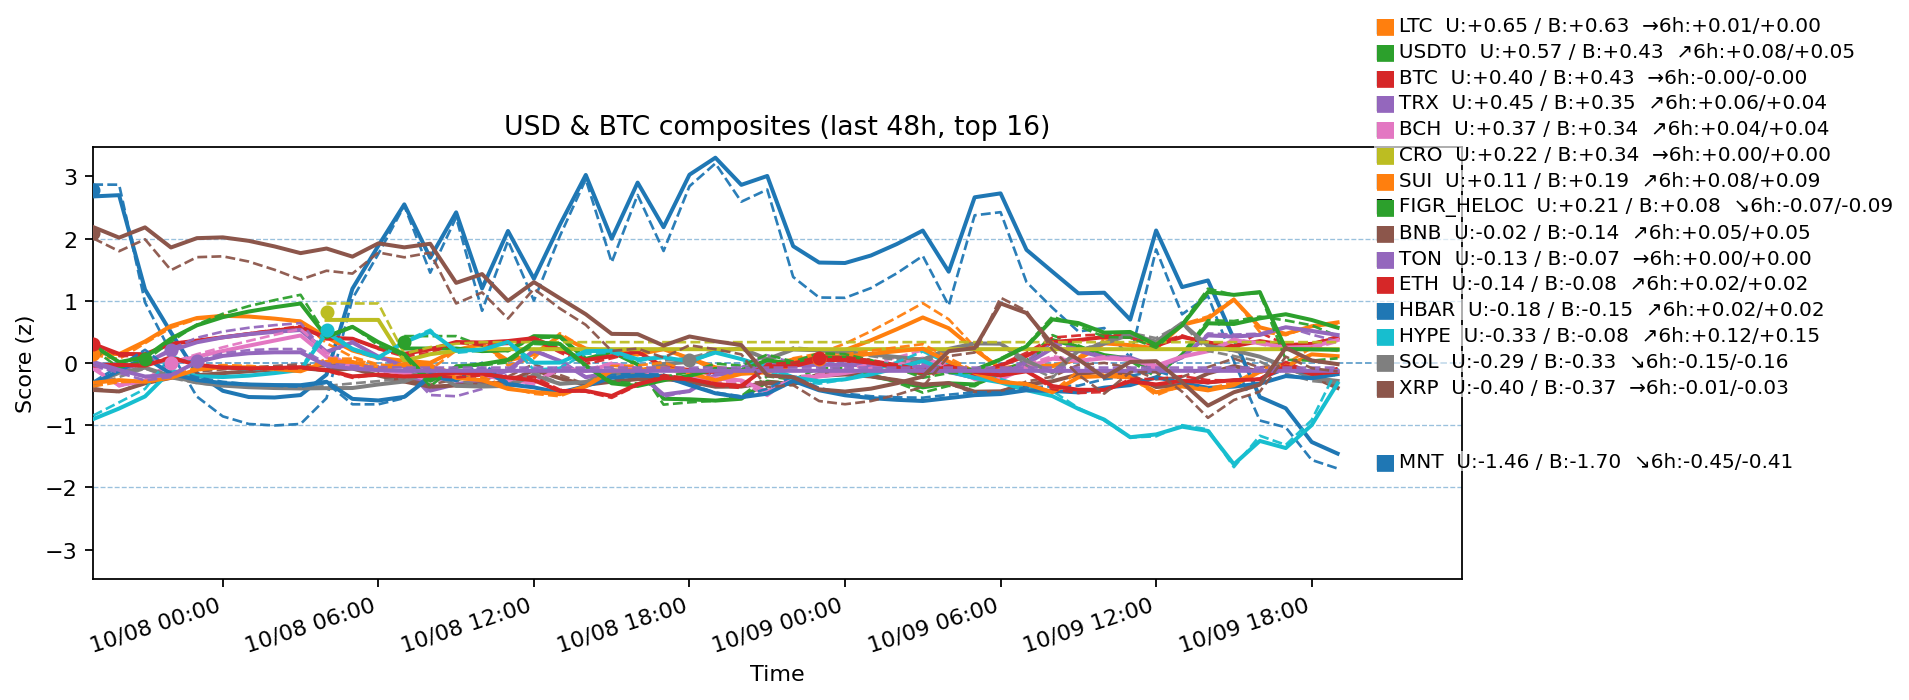 LTC U:+0.65 / B:+0.63 →6h:+0.01/+0.00
USDT0 U:+0.57 / B:+0.43 ↗6h:+0.08/+0.05
BTC U:+0.40 / B:+0.43 →6h:-0.00/-0.00
TRX U:+0.45 / B:+0.35 ↗6h:+0.06/+0.04
BCH U:+0.37 / B:+0.34 ↗6h:+0.04/+0.04
CRO U:+0.22 / B:+0.34 →6h:+0.00/+0.00
SUI U:+0.11 / B:+0.19 ↗6h:+0.08/+0.09
FIGR_HELOC U:+0.21 / B:+0.08 ↘6h:-0.07/-0.09
BNB U:-0.02 / B:-0.14 ↗6h:+0.05/+0.05
TON U:-0.13 / B:-0.07 →6h:+0.00/+0.00
ETH U:-0.14 / B:-0.08 ↗6h:+0.02/+0.02
HBAR U:-0.18 / B:-0.15 ↗6h:+0.02/+0.02
HYPE U:-0.33 / B:-0.08 ↗6h:+0.12/+0.15
SOL U:-0.29 / B:-0.33 ↘6h:-0.15/-0.16
XRP U:-0.40 / B:-0.37 →6h:-0.01/-0.03
MNT U:-1.46 / B:-1.70 ↘6h:-0.45/-0.41
USD & BTC composites (last 48h, top 16)
Score (z)
3
2
1
0
−1
−2
−3
10/08 00:00
10/08 06:00
10/08 12:00
10/08 18:00
10/09 00:00
10/09 06:00
10/09 12:00
10/09 18:00
Time